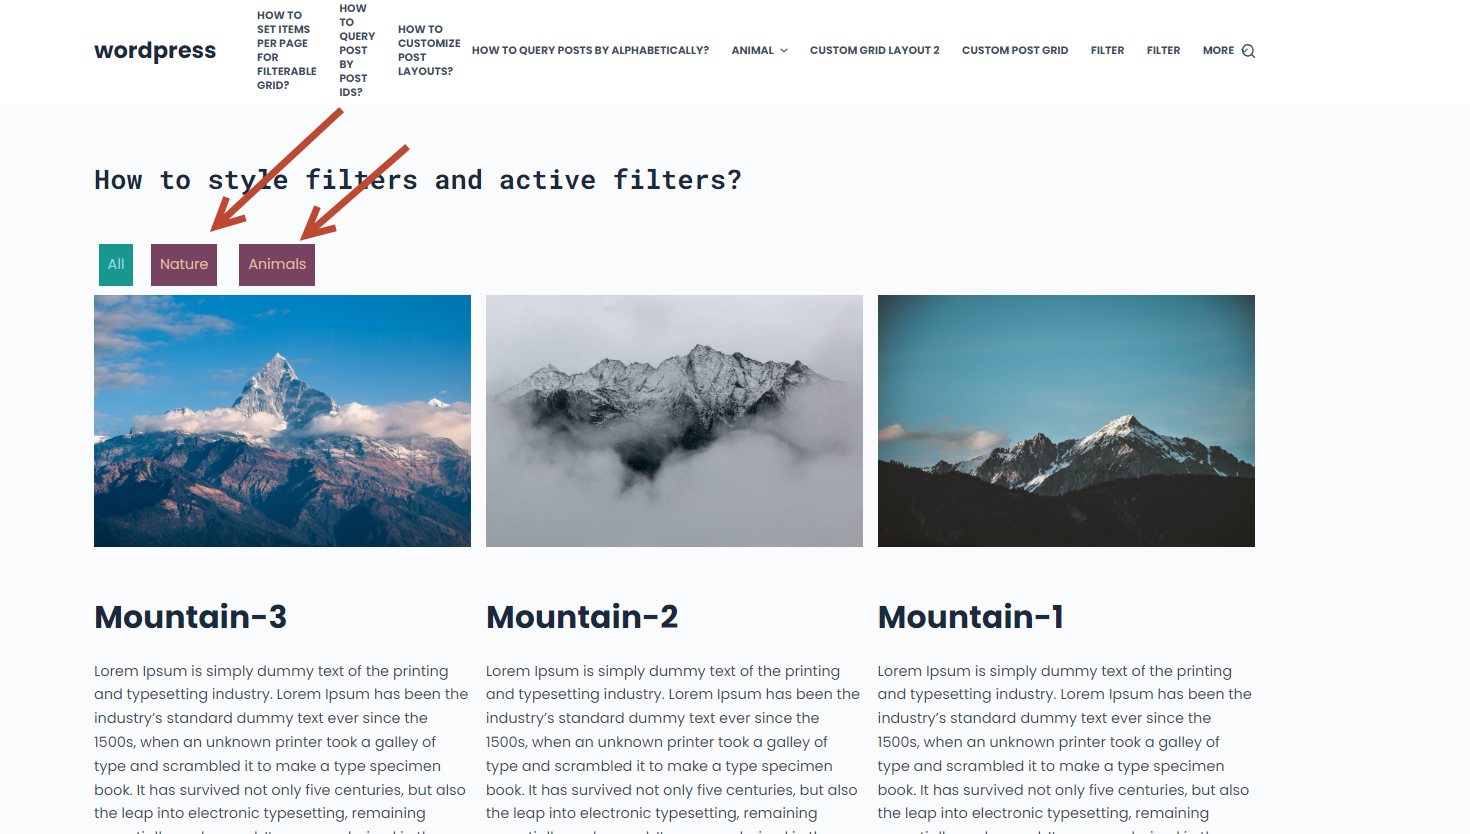 wordpress
HOW TO
SET ITEMS
PER PAGE
FOR
FILTERABLE
GRID?
HOW
TO
QUERY
POST
BY
POST
IDS?
HOW TO
CUSTOMIZE
POST
LAYOUTS?
HOW TO QUERY POSTS BY ALPHABETICALLY?
ANIMAL
CUSTOM GRID LAYOUT 2
CUSTOM POST GRID
FILTER
FILTER
MORE
How to style filters and active filters?
All
Nature
Animals
Mountain-3
Lorem Ipsum is simply dummy text of the printing
and typesetting industry. Lorem Ipsum has been the
industry’s standard dummy text ever since the
1500s, when an unknown printer took a galley of
type and scrambled it to make a type specimen
book. It has survived not only five centuries, but also
the leap into electronic typesetting, remaining
Mountain-2
Lorem Ipsum is simply dummy text of the printing
and typesetting industry. Lorem Ipsum has been the
industry’s standard dummy text ever since the
1500s, when an unknown printer took a galley of
type and scrambled it to make a type specimen
book. It has survived not only five centuries, but also
the leap into electronic typesetting, remaining
Mountain-1
Lorem Ipsum is simply dummy text of the printing
and typesetting industry. Lorem Ipsum has been the
industry’s standard dummy text ever since the
1500s, when an unknown printer took a galley of
type and scrambled it to make a type specimen
book. It has survived not only five centuries, but also
the leap into electronic typesetting, remaining